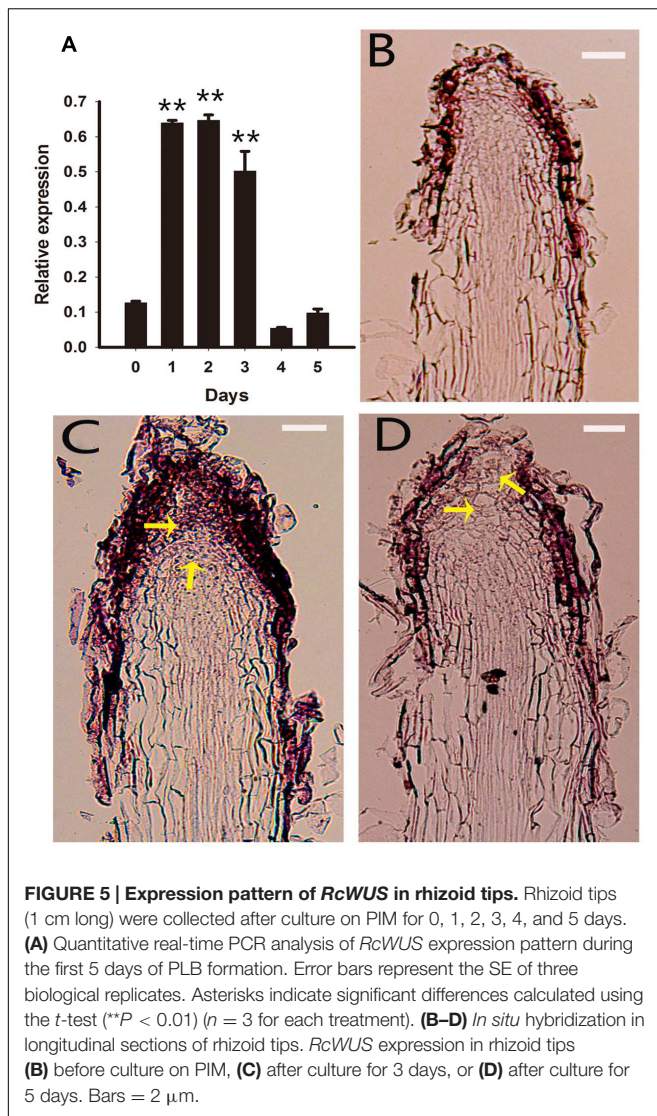 A
B
**
**
**
0.7
0.6
0.5
0.4
0.3
0.2
0.1
0.0
Relative expression
0 1 2 3 4 5
Days
C
D
FIGURE 5 | Expression pattern of RcWUS in rhizoid tips. Rhizoid tips
(1 cm long) were collected after culture on PIM for 0, 1, 2, 3, 4, and 5 days.
(A) Quantitative real-time PCR analysis of RcWUS expression pattern during
the first 5 days of PLB formation. Error bars represent the SE of three
biological replicates. Asterisks indicate significant differences calculated using
the t-test (**P < 0.01) (n = 3 for each treatment). (B–D) In situ hybridization in
longitudinal sections of rhizoid tips. RcWUS expression in rhizoid tips
(B) before culture on PIM, (C) after culture for 3 days, or (D) after culture for
5 days. Bars = 2 μm.